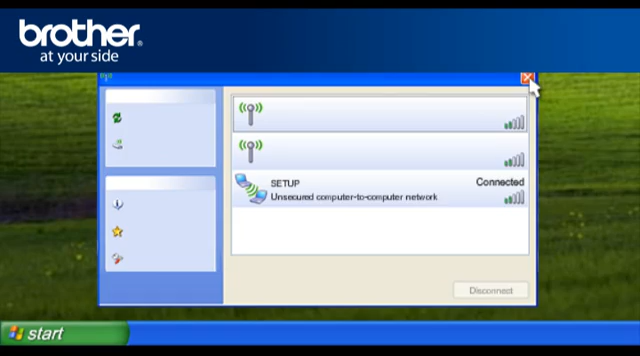 brother
at your side
SETUP
Connected
Unsecured computer-to-computer network
Disconnect
start